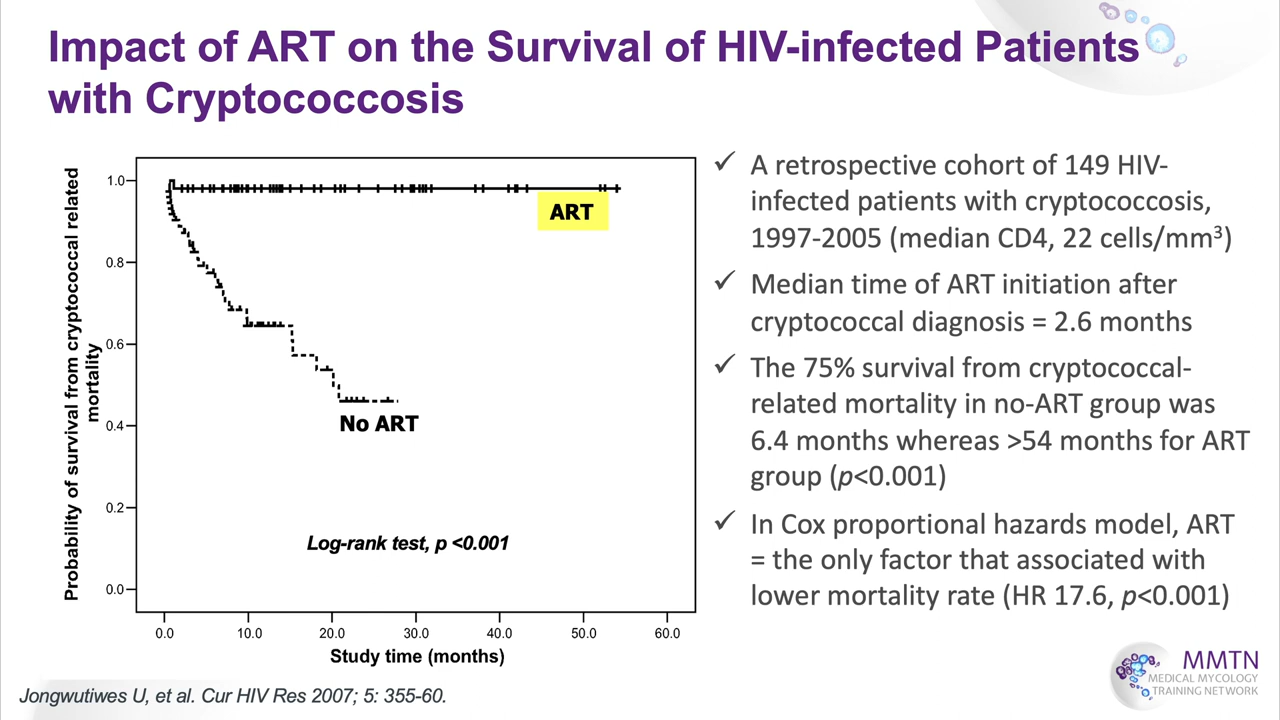 Impact of ART on the Survival of HIV-infected Patients
with Cryptococcosis
Probability of survival from cryptococcal related
mortality
1.0
0.8
0.6
0.4
0.2
0.0
ART
No ART
Log-rank test, p <0.001
0.0 10.0 20.0 30.0 40.0 50.0 60.0
Study time (months)
✓ A retrospective cohort of 149 HIV-
infected patients with cryptococcosis,
1997-2005 (median CD4, 22 cells/mm³)
✓ Median time of ART initiation after
cryptococcal diagnosis = 2.6 months
✓ The 75% survival from cryptococcal-
related mortality in no-ART group was
6.4 months whereas >54 months for ART
group (p<0.001)
✓ In Cox proportional hazards model, ART
= the only factor that associated with
lower mortality rate (HR 17.6, p<0.001)
Jongwutiwes U, et al. Cur HIV Res 2007; 5: 355-60.
MMTN
MEDICAL MYCOLOGY
TRAINING NETWORK